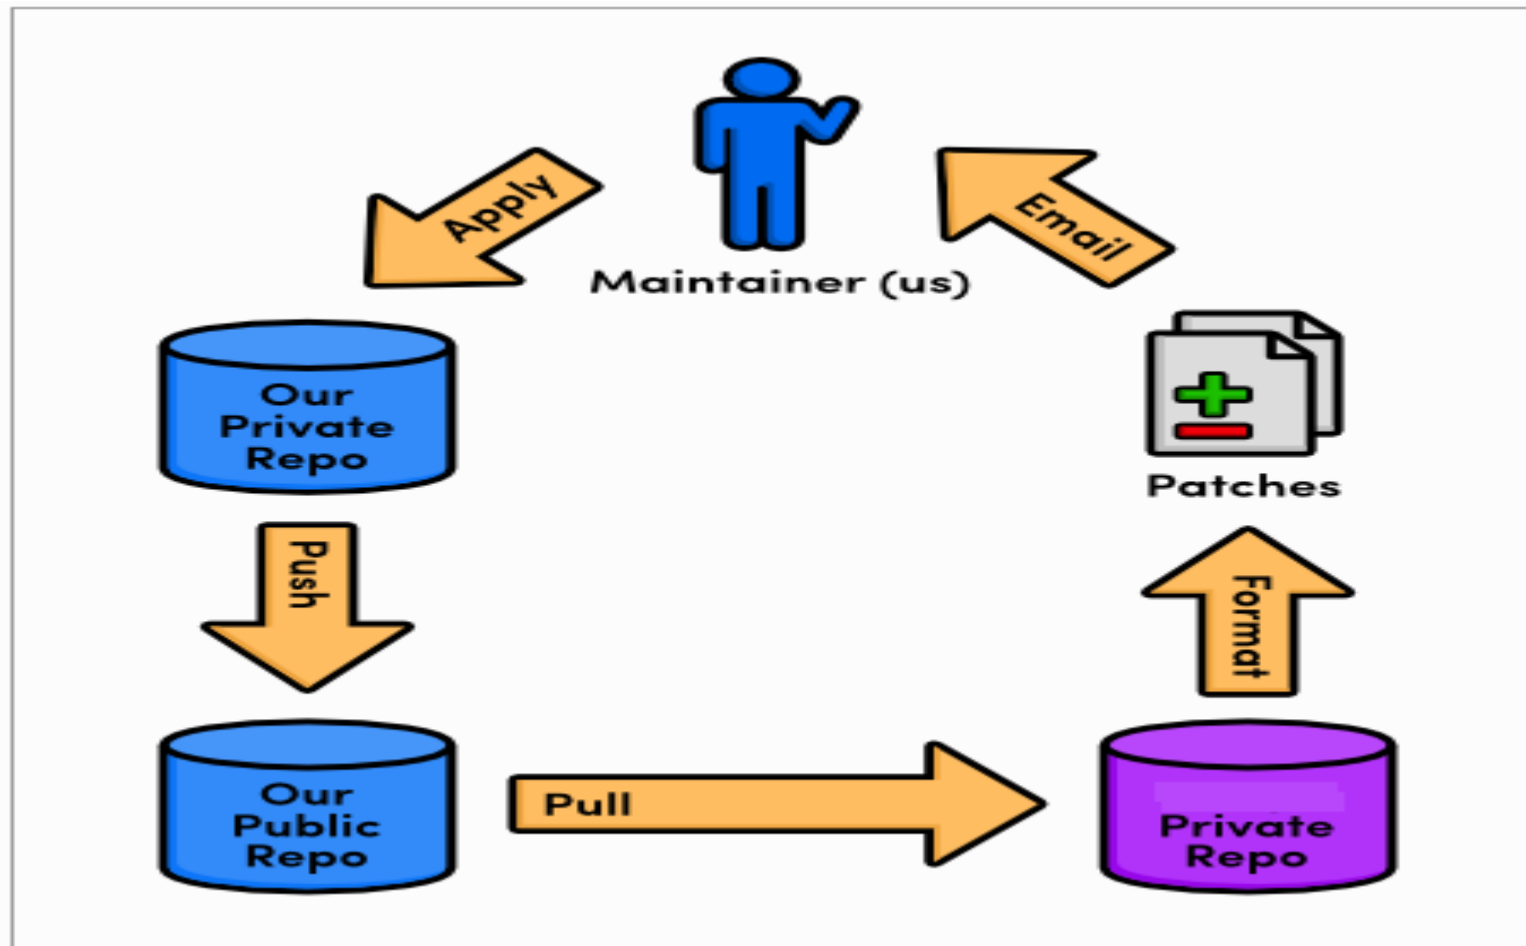 Apply
Email
Maintainer (us)
Our
Private
Repo
Patches
Push
Format
Our
Public
Repo
Pull
Private
Repo